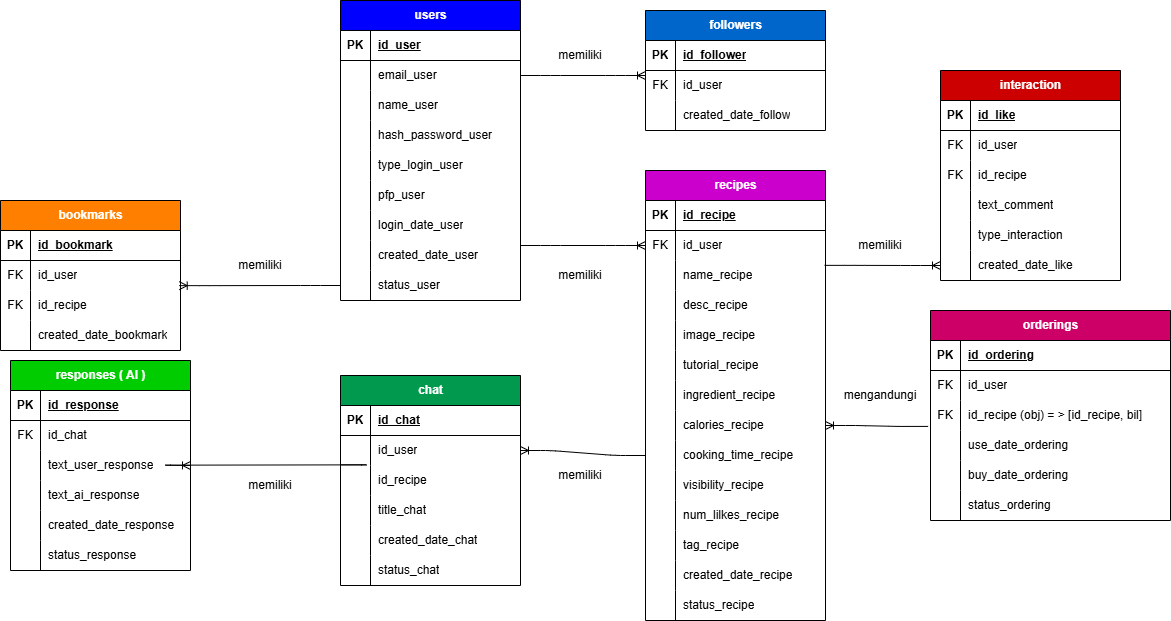 users
PK id_user
email_user
name_user
hash_password_user
type_login_user
pfp_user
login_date_user
created_date_user
status_user
memiliki
followers
PK id_follower
FK id_user
created_date_follow
interaction
PK id_like
FK id_user
FK id_recipe
text_comment
type_interaction
created_date_like
bookmarks
PK id_bookmark
FK id_user
FK id_recipe
created_date_bookmark
memiliki
memiliki
recipes
PK id_recipe
FK id_user
name_recipe
desc_recipe
image_recipe
tutorial_recipe
ingredient_recipe
calories_recipe
cooking_time_recipe
visibility_recipe
num_lilkes_recipe
tag_recipe
created_date_recipe
status_recipe
memiliki
orderings
PK id_ordering
FK id_user
FK id_recipe (obj) = > [id_recipe, bil]
use_date_ordering
buy_date_ordering
status_ordering
mengandungi
responses ( AI )
PK id_response
FK id_chat
text_user_response
text_ai_response
created_date_response
status_response
memiliki
chat
PK id_chat
id_user
id_recipe
title_chat
created_date_chat
status_chat
memiliki